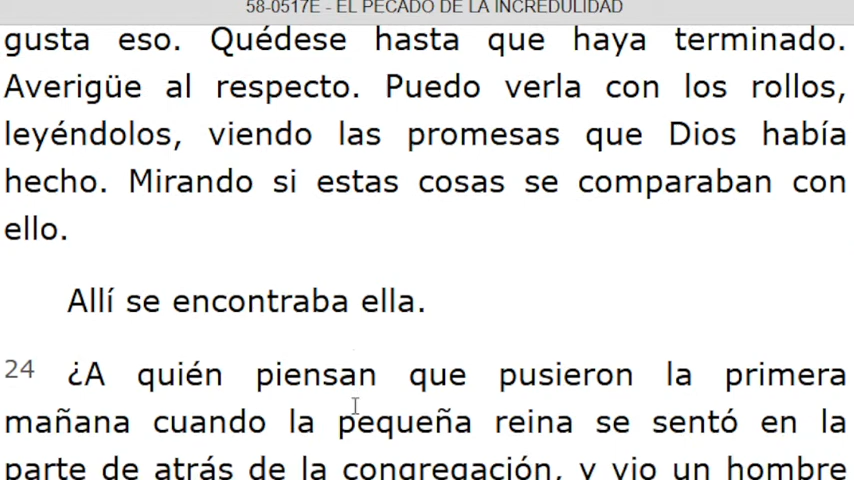 58-0517E - EL PECADO DE LA INCREDULIDAD
gusta eso. Quédese hasta que haya terminado.
Averigüe al respecto. Puedo verla con los rollos,
leyéndolos, viendo las promesas que Dios había
hecho. Mirando si estas cosas se comparaban con
ello.
Allí se encontraba ella.
24 ¿A quién piensan que pusieron la primera
mañana cuando la pequeña reina se sentó en la
parte de atrás de la congregación, y vio un hombre